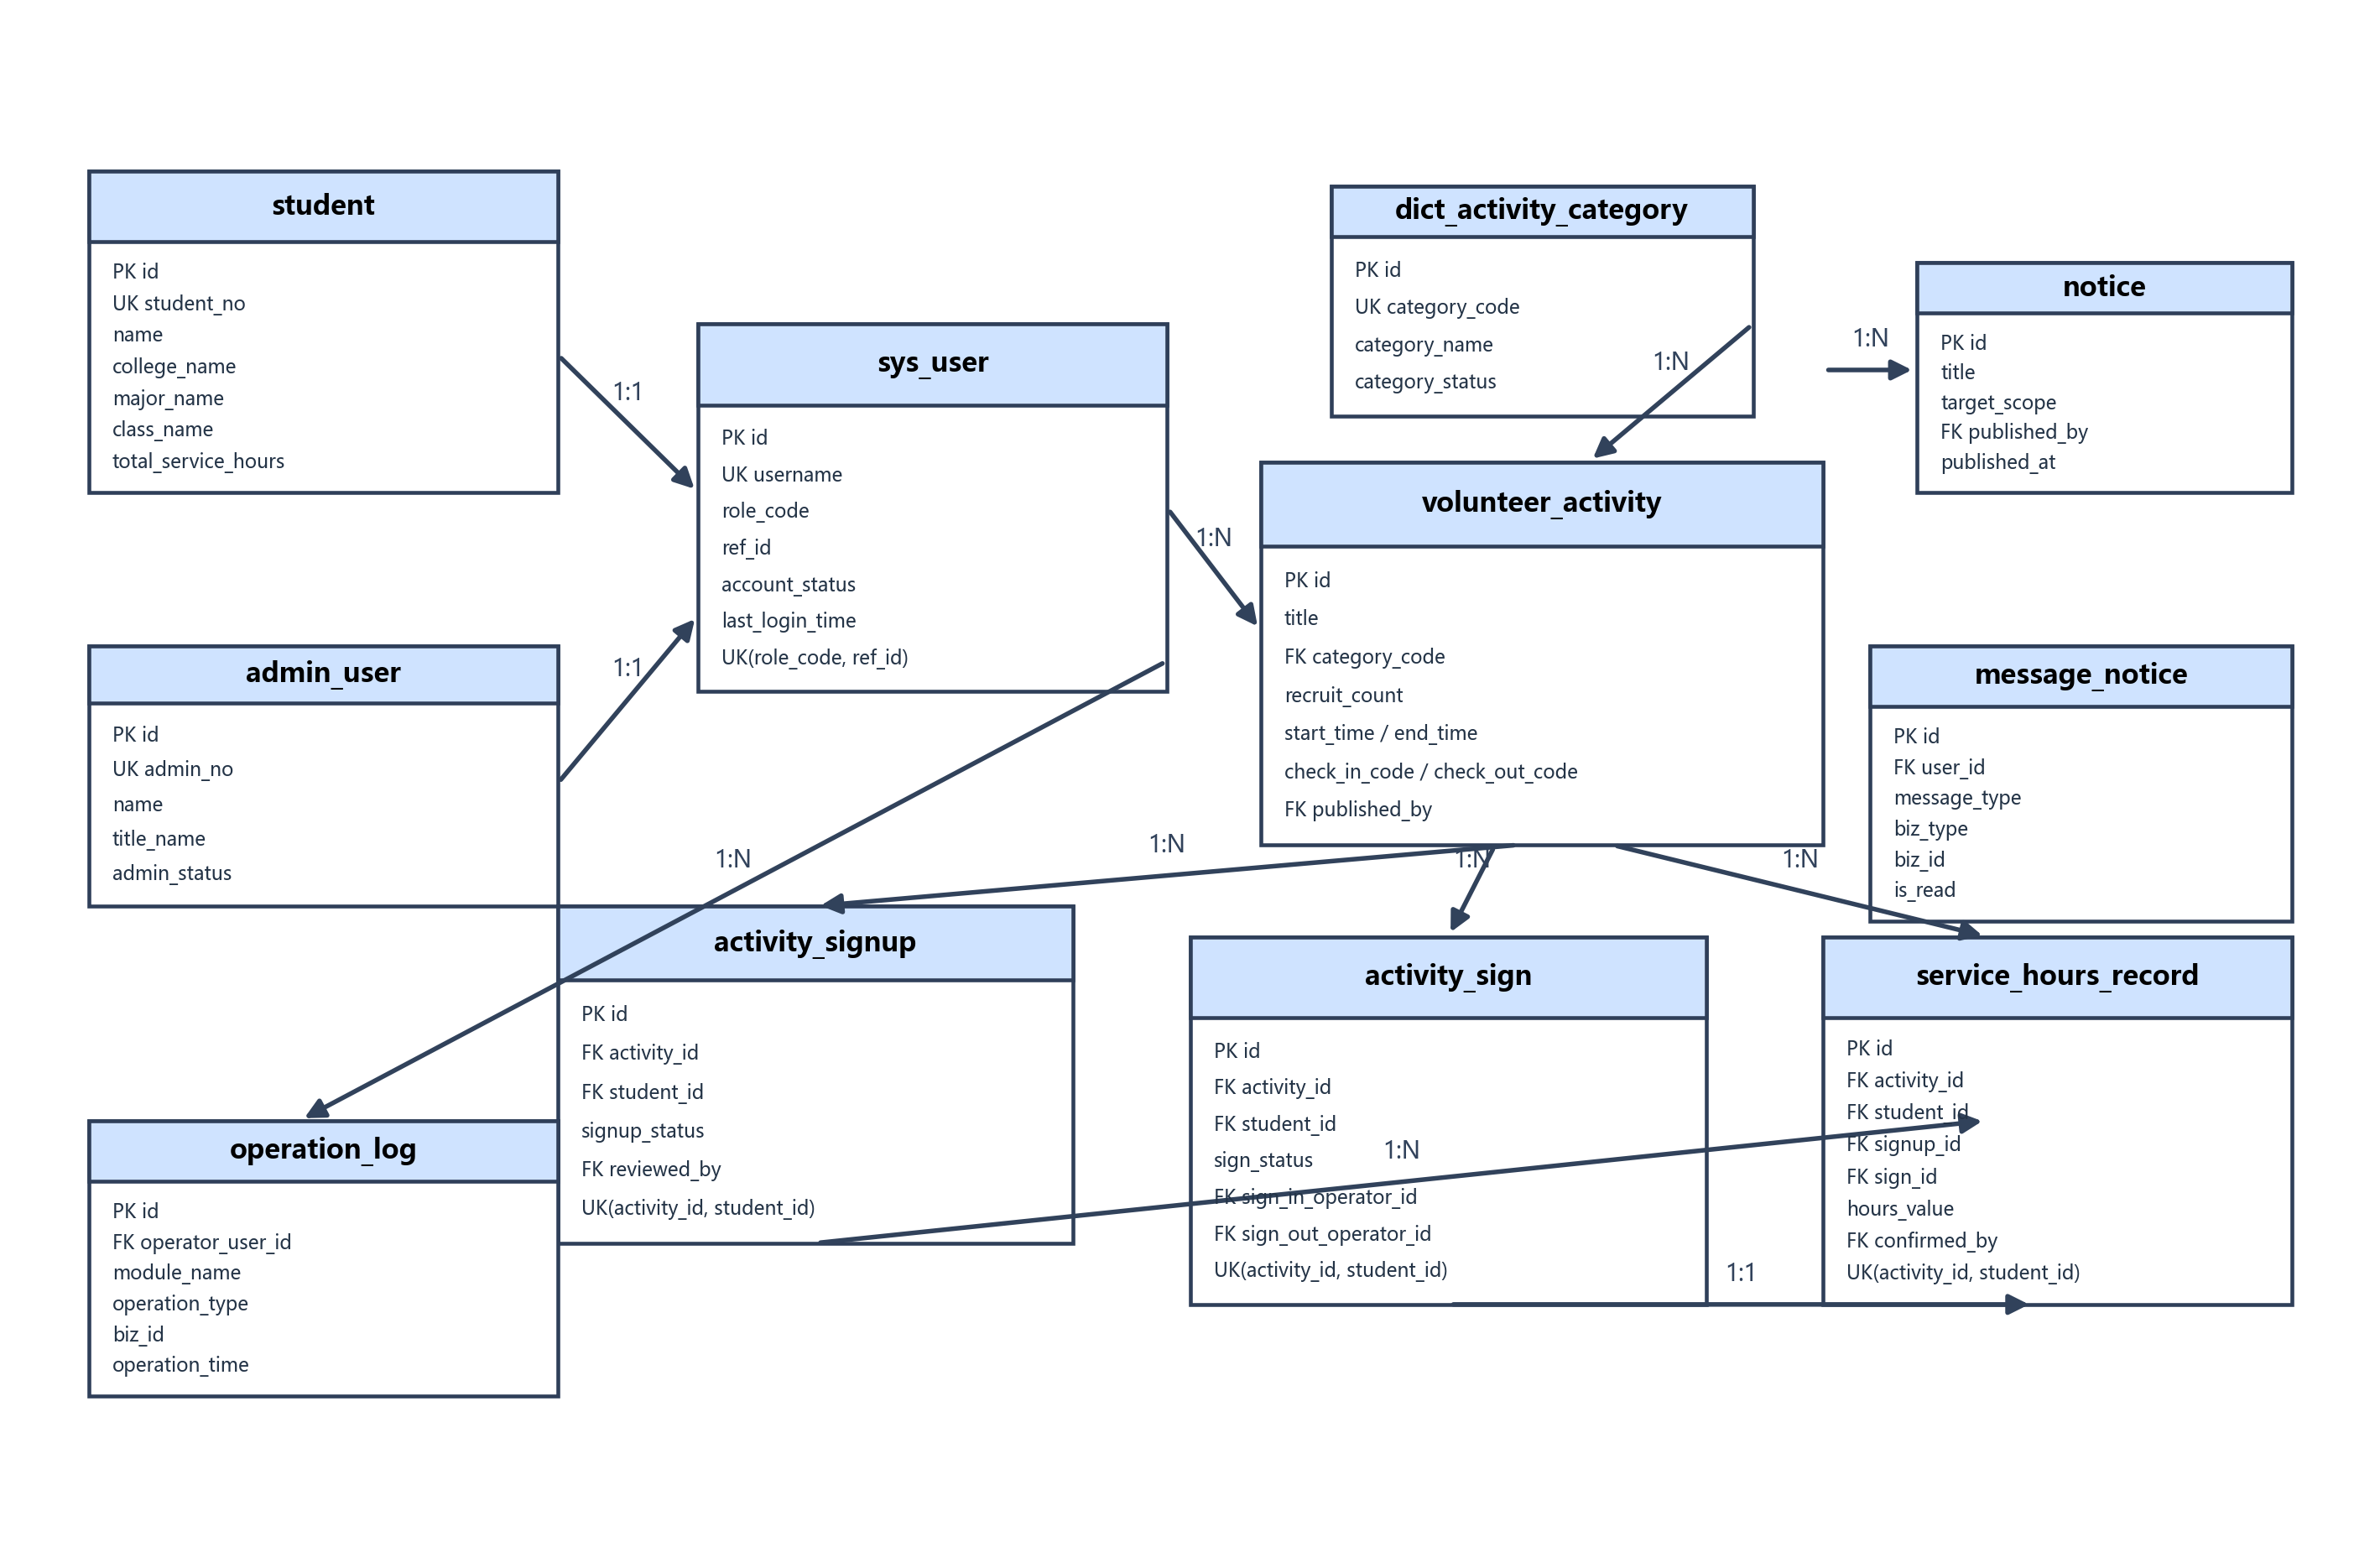 student
PK id
UK student_no
name
college_name
major_name
class_name
total_service_hours
1:1
sys_user
PK id
UK username
role_code
ref_id
account_status
last_login_time
UK(role_code, ref_id)
dict_activity_category
PK id
UK category_code
category_name
category_status
1:N
1:N
notice
PK id
title
target_scope
FK published_by
published_at
1:N
volunteer_activity
PK id
title
FK category_code
recruit_count
start_time / end_time
check_in_code / check_out_code
FK published_by
admin_user
PK id
UK admin_no
name
title_name
admin_status
1:1
message_notice
PK id
FK user_id
message_type
biz_type
biz_id
is_read
1:N
1:N
1:N
1:N
activity_signup
PK id
FK activity_id
FK student_id
signup_status
FK reviewed_by
UK(activity_id, student_id)
activity_sign
PK id
FK activity_id
FK student_id
sign_status
FK sign_in_operator_id
FK sign_out_operator_id
UK(activity_id, student_id)
1:N
1:1
service_hours_record
PK id
FK activity_id
FK student_id
FK signup_id
FK sign_id
hours_value
FK confirmed_by
UK(activity_id, student_id)
operation_log
PK id
FK operator_user_id
module_name
operation_type
biz_id
operation_time